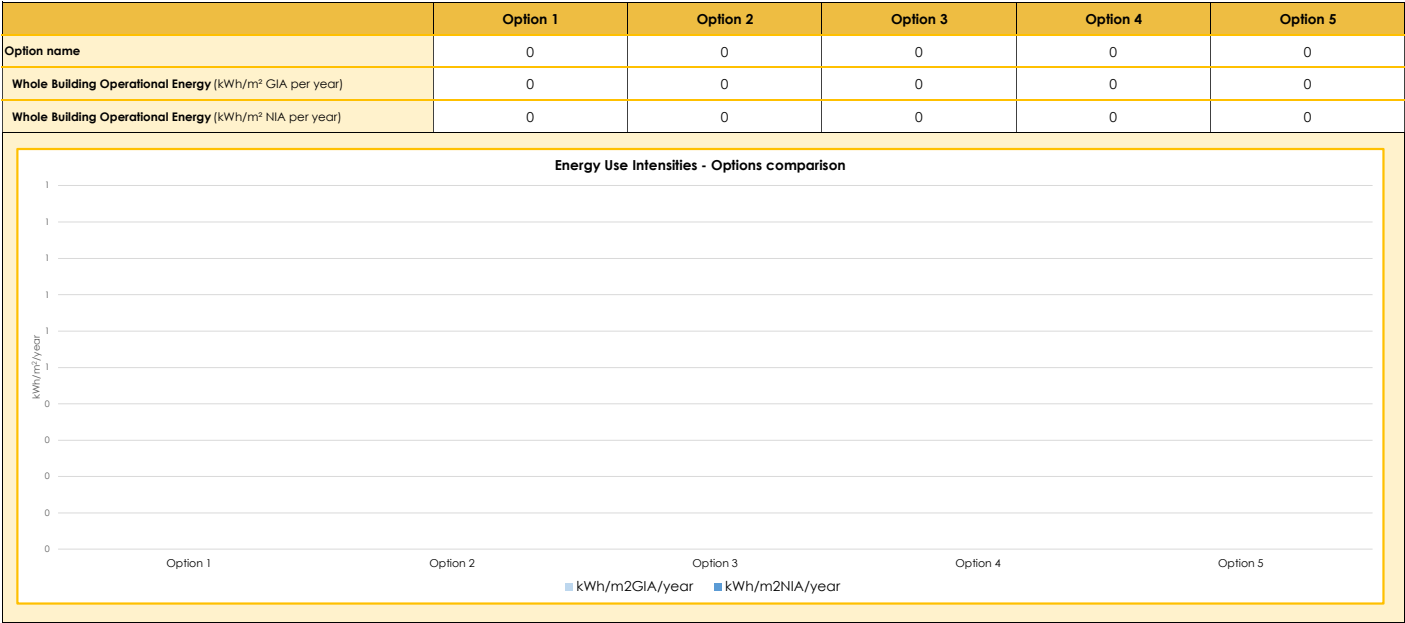 Option 1 Option 2 Option 3 Option 4 Option 5
Option name 0 0 0 0 0
Whole Building Operational Energy (kWh/m² GIA per year) 0 0 0 0 0
Whole Building Operational Energy (kWh/m² NIA per year) 0 0 0 0 0
Energy Use Intensities - Options comparison
1
1
1
1
1
1
0
0
0
0
0
kWh/m²/year
Option 1 Option 2 Option 3 Option 4 Option 5
kWh/m2GIA/year kWh/m2NIA/year